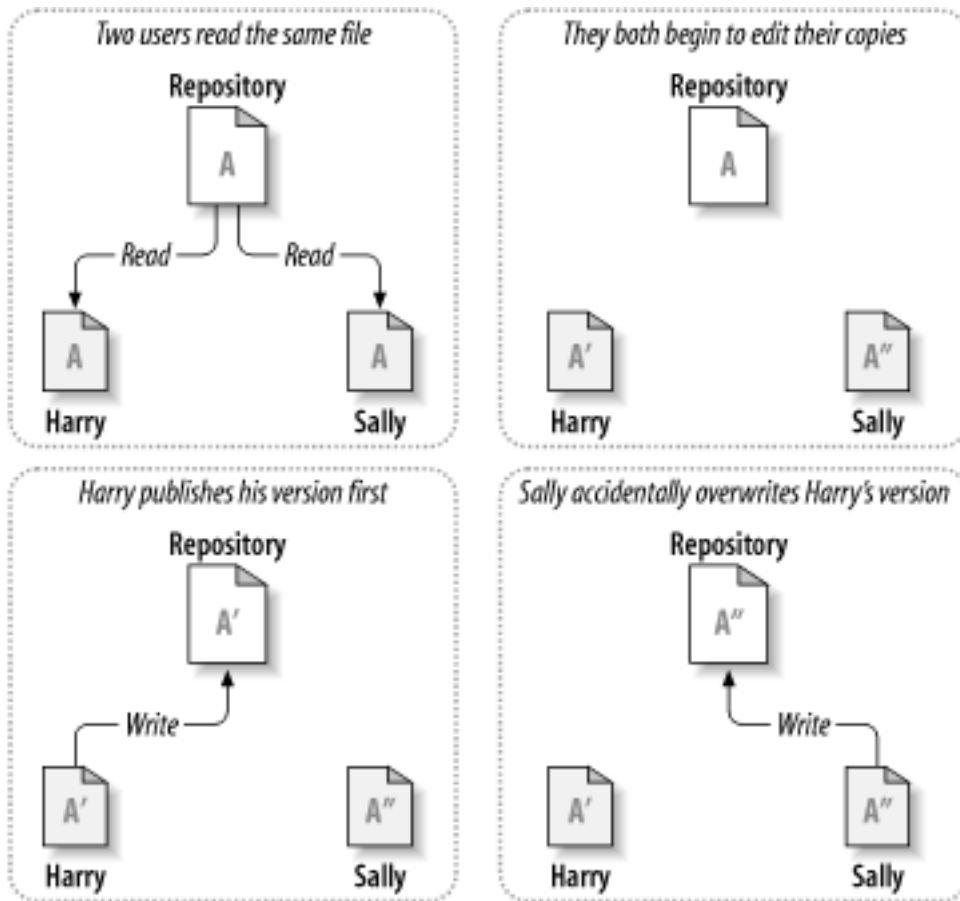 Two users read the same file
Repository
A
Read Read
A A
Harry Sally
They both begin to edit their copies
Repository
A
A′ A″
Harry Sally
Harry publishes his version first
Repository
A′
Write
A′ A″
Harry Sally
Sally accidentally overwrites Harry’s version
Repository
A″
Write
A′ A″
Harry Sally